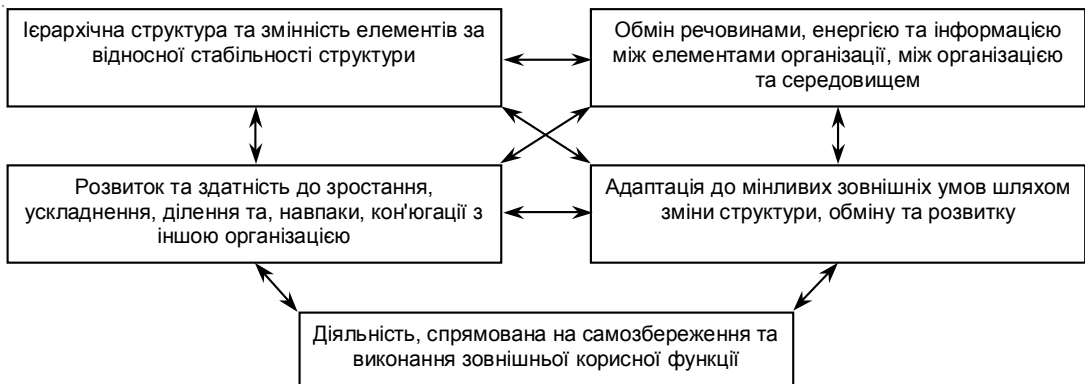 Ієрархічна структура та змінність елементів за
відносної стабільності структури
Обмін речовинами, енергією та інформацією
між елементами організації, між організацією
та середовищем
Розвиток та здатність до зростання,
ускладнення, ділення та, навпаки, кон'югації з
іншою організацією
Адаптація до мінливих зовнішніх умов шляхом
зміни структури, обміну та розвитку
Діяльність, спрямована на самозбереження та
виконання зовнішньої корисної функції